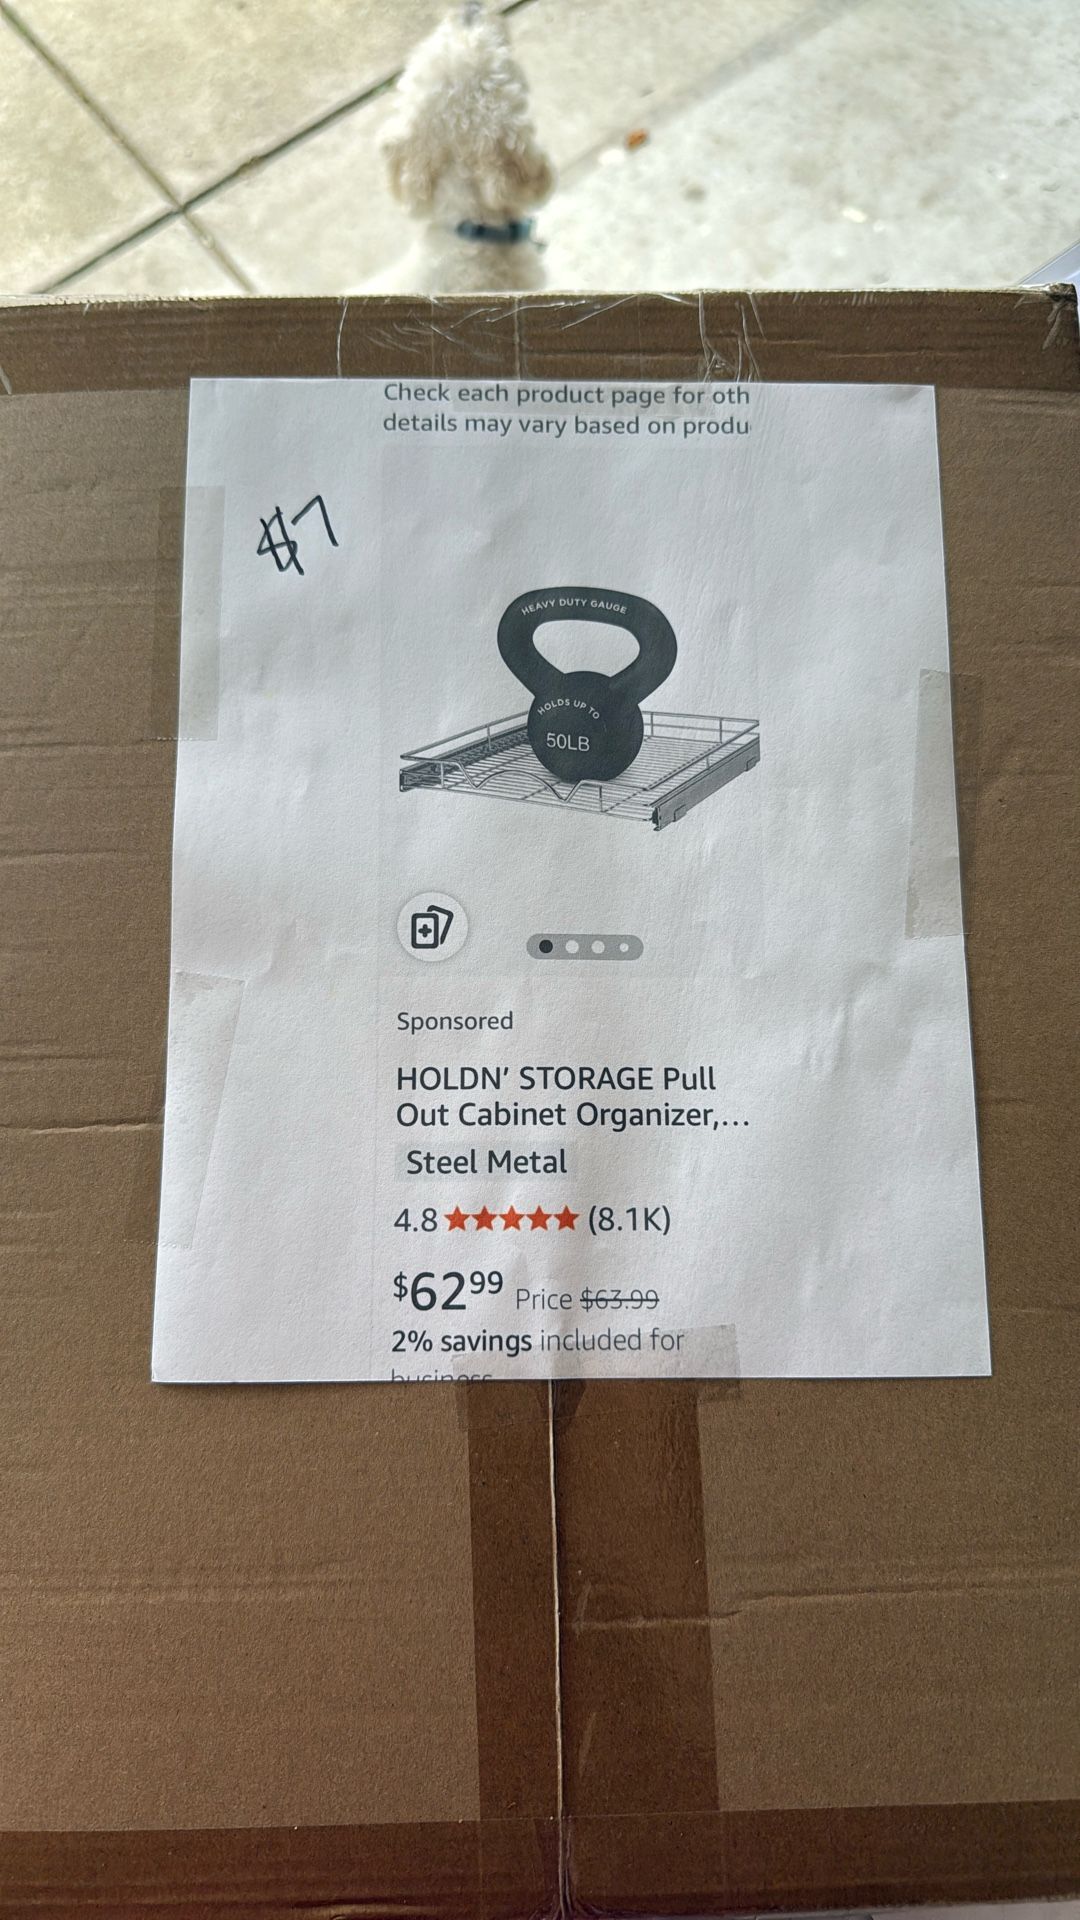 Check each product page for oth
details may vary based on produ
$7
HEAVY DUTY GAUGE
HOLDS UP TO
50LB
Sponsored
HOLDN' STORAGE Pull
Out Cabinet Organizer,...
Steel Metal
4.8 ★★★★★ (8.1K)
$62.99 Price $63.99
2% savings included for
business